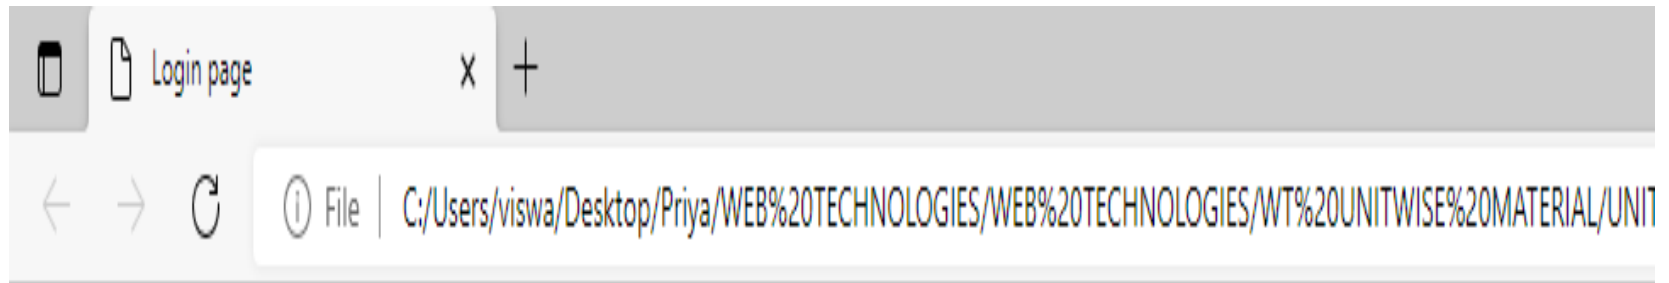 Login page
File C:/Users/viswa/Desktop/Priya/WEB%20TECHNOLOGIES/WEB%20TECHNOLOGIES/WT%20UNITWISE%20MATERIAL/UNIT